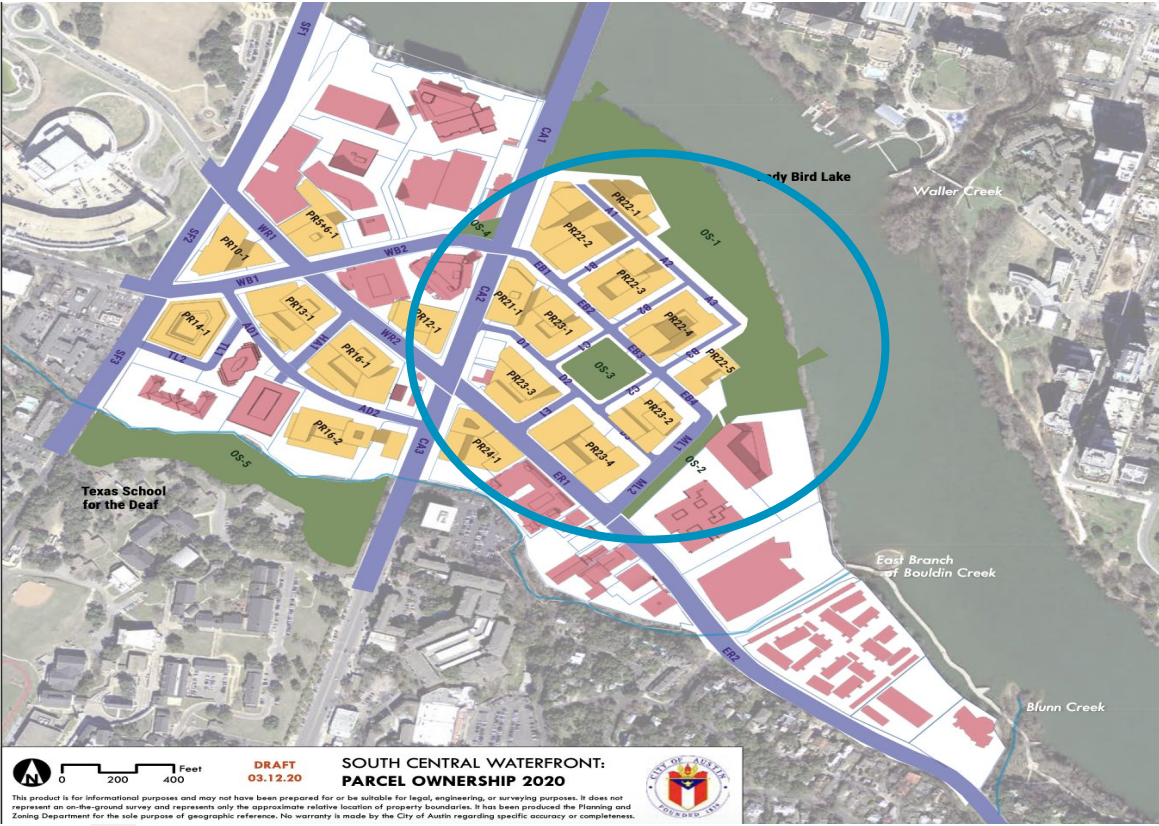 SF1
CA1
Lady Bird Lake
Waller Creek
PR22-1
A1
OS-1
PR5+6-1
OS-4
PR22-2
WR1
SF2
PR10-1
WB2
A2
EB1
PR22-3
WB1
CA2
PR21-1
A3
EB2
PR13-1
PR12-1
PR23-1
PR22-4
PR14-1
WR2
HA1
D1
EB3
TL1
TL2
SF3
PR16-1
OS-3
PR22-5
PR23-3
D2
EB4
AD2
PR23-2
PR16-2
CA3
PR24-1
PR23-4
ML1
OS-5
OS-2
ER1
ML2
Texas School
for the Deaf
East Branch
of Bouldin Creek
ER2
Blunn Creek
N
0 200 400 Feet
DRAFT
03.12.20
SOUTH CENTRAL WATERFRONT:
PARCEL OWNERSHIP 2020
CITY OF AUSTIN
FOUNDED 1839
This product is for informational purposes and may not have been prepared for or be suitable for legal, engineering, or surveying purposes. It does not
represent an on-the-ground survey and represents only the approximate relative location of property boundaries. It has been produced the Planning and
Zoning Department for the sole purpose of geographic reference. No warranty is made by the City of Austin regarding specific accuracy or completeness.